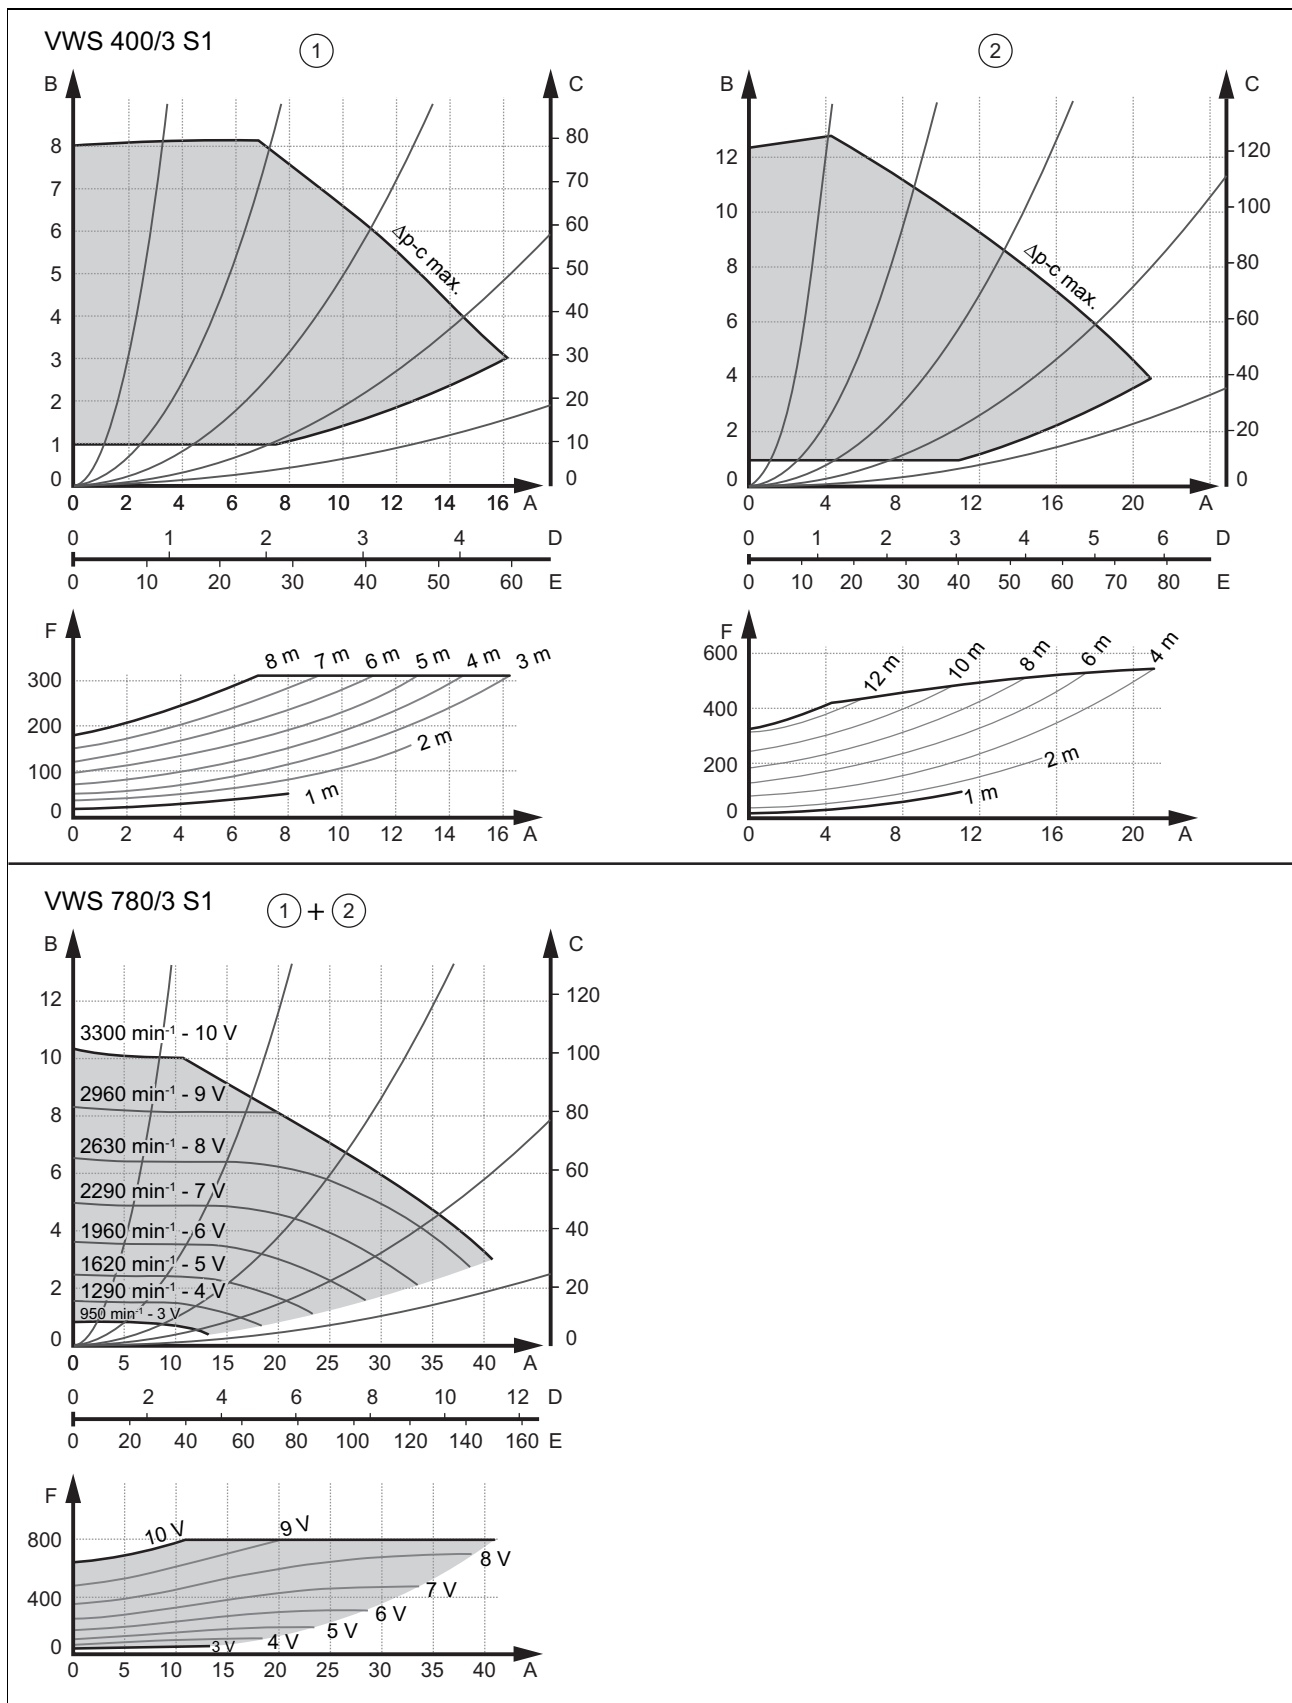 VWS 400/3 S1
1
2
B
C
8
7
6
5
4
3
2
1
0
80
70
60
50
40
30
20
10
0
Δp-c max.
0 2 4 6 8 10 14 14 16 A
0 1 2 3 4 D
0 10 20 30 40 50 60 E
F
300
200
100
0
8 m 7 m 6 m 5 m 4 m 3 m
2 m
1 m
0 2 4 6 8 10 12 14 16 A
B
C
12
10
8
6
4
2
0
120
100
80
60
40
20
0
Δp-c max.
0 4 8 12 16 20 A
0 1 2 3 4 5 6 D
0 10 20 30 40 50 60 70 80 E
F
600
400
200
0
12 m 10 m 8 m 6 m 4 m
2 m
1 m
0 4 8 12 16 20 A
VWS 780/3 S1
1 + 2
B
C
12
10
8
6
4
2
0
120
100
80
60
40
20
0
3300 min⁻¹ - 10 V
2960 min⁻¹ - 9 V
2630 min⁻¹ - 8 V
2290 min⁻¹ - 7 V
1960 min⁻¹ - 6 V
1620 min⁻¹ - 5 V
1290 min⁻¹ - 4 V
950 min⁻¹ - 3 V
0 5 10 15 20 25 30 35 40 A
0 2 4 6 8 10 12 D
0 20 40 60 80 100 120 140 160 E
F
800
400
0
10 V
9 V
8 V
7 V
6 V
5 V
4 V
3 V
0 5 10 15 20 25 30 35 40 A